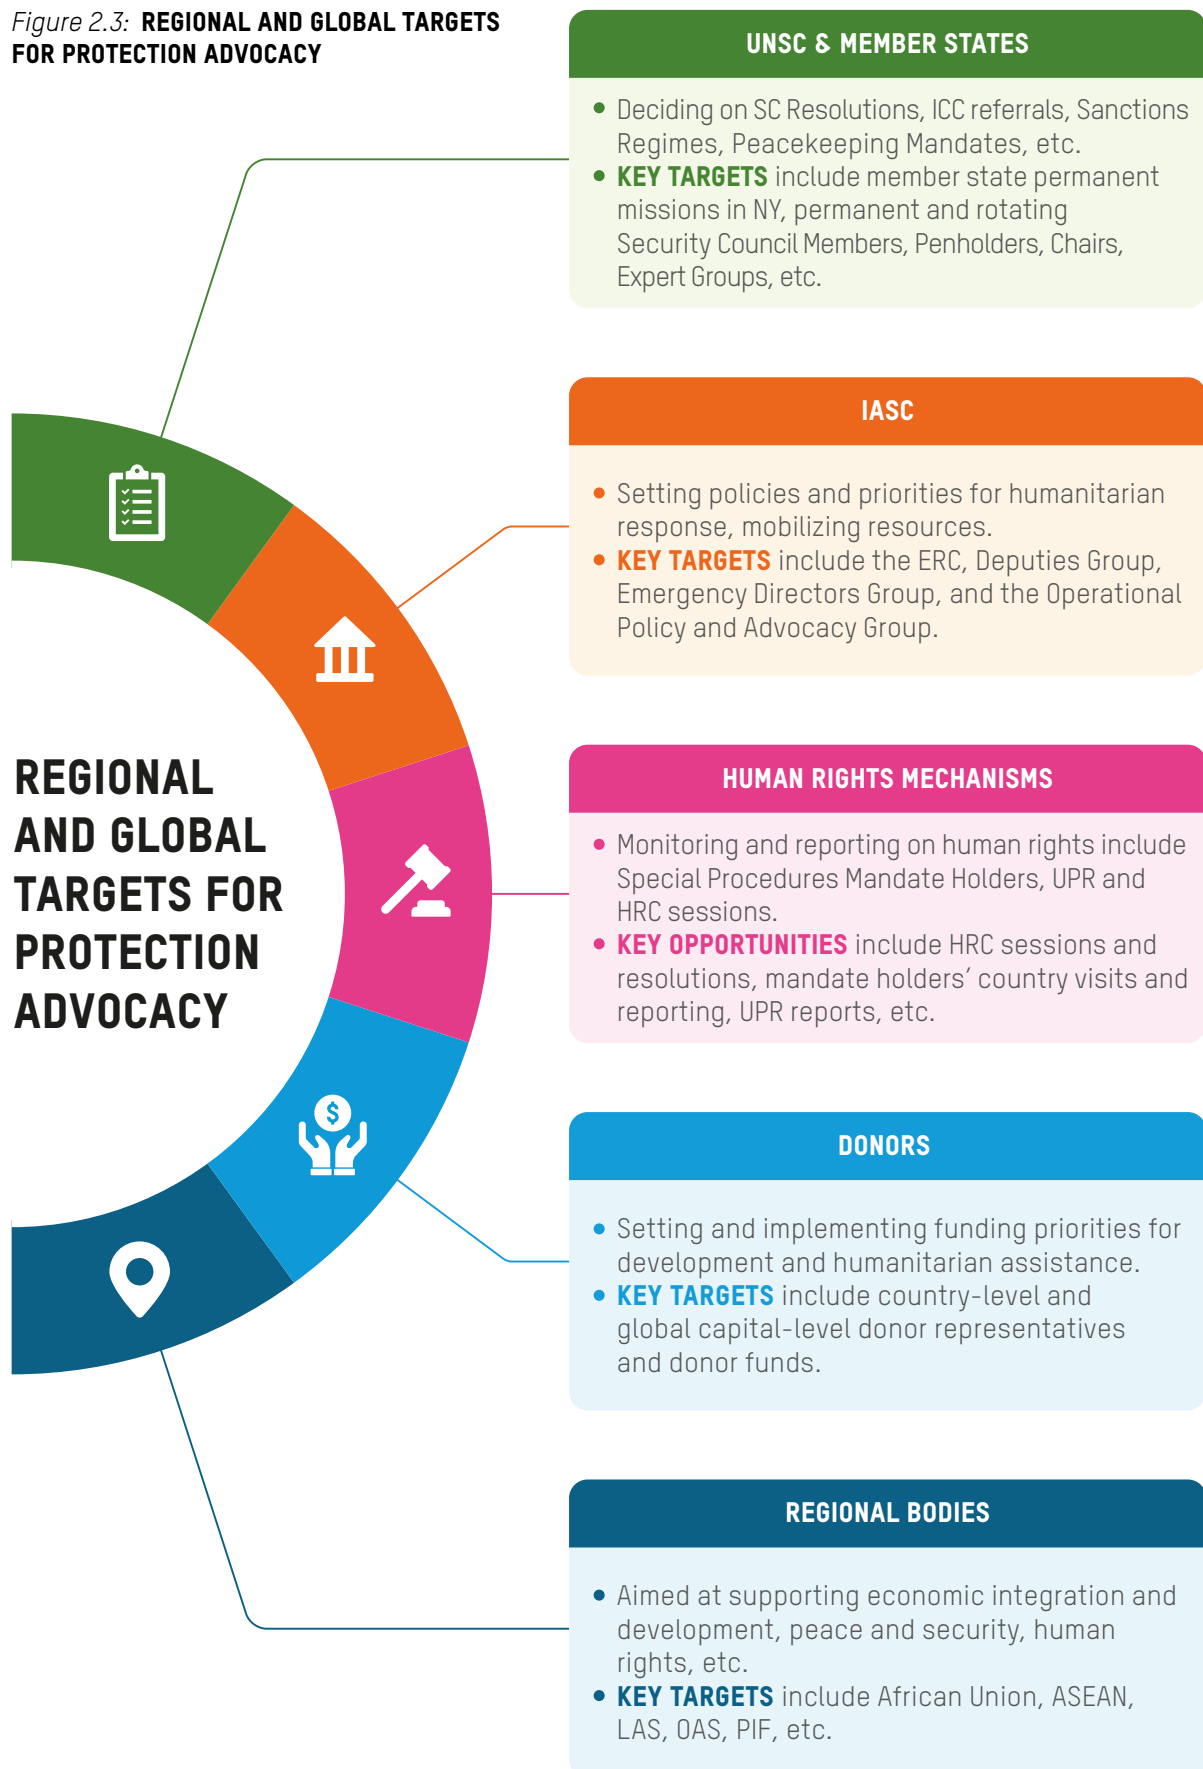 Figure 2.3: REGIONAL AND GLOBAL TARGETS
FOR PROTECTION ADVOCACY
UNSC & MEMBER STATES
• Deciding on SC Resolutions, ICC referrals, Sanctions
Regimes, Peacekeeping Mandates, etc.
• KEY TARGETS include member state permanent
missions in NY, permanent and rotating
Security Council Members, Penholders, Chairs,
Expert Groups, etc.
IASC
• Setting policies and priorities for humanitarian
response, mobilizing resources.
• KEY TARGETS include the ERC, Deputies Group,
Emergency Directors Group, and the Operational
Policy and Advocacy Group.
REGIONAL
AND GLOBAL
TARGETS FOR
PROTECTION
ADVOCACY
HUMAN RIGHTS MECHANISMS
• Monitoring and reporting on human rights include
Special Procedures Mandate Holders, UPR and
HRC sessions.
• KEY OPPORTUNITIES include HRC sessions and
resolutions, mandate holders’ country visits and
reporting, UPR reports, etc.
$
DONORS
• Setting and implementing funding priorities for
development and humanitarian assistance.
• KEY TARGETS include country-level and
global capital-level donor representatives
and donor funds.
REGIONAL BODIES
• Aimed at supporting economic integration and
development, peace and security, human
rights, etc.
• KEY TARGETS include African Union, ASEAN,
LAS, OAS, PIF, etc.